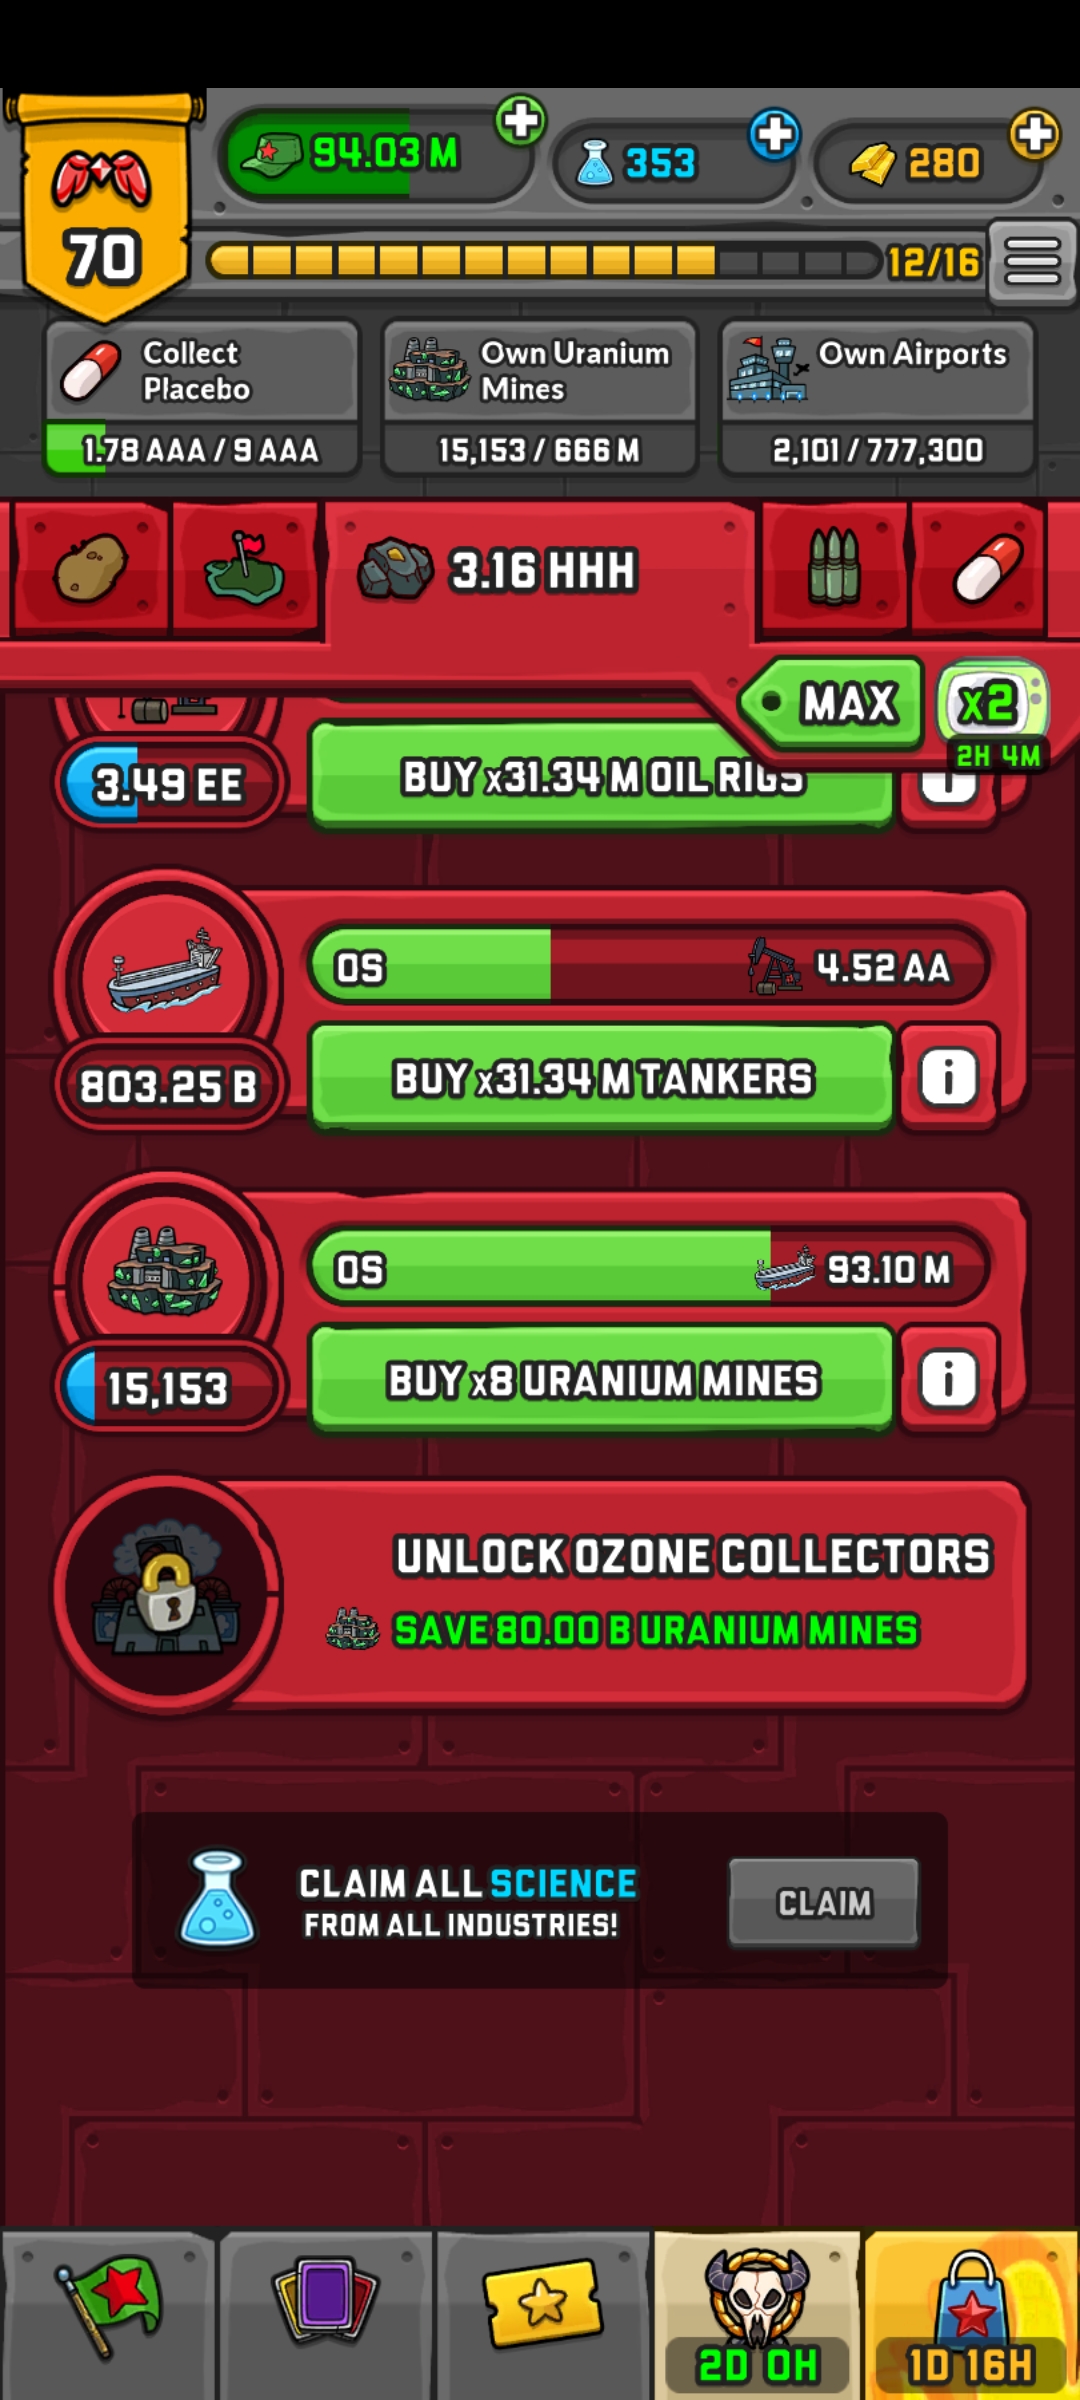 94.03 M
353
280
70
12/16
Collect
Placebo
Own Uranium
Mines
Own Airports
1.78 AAA / 9 AAA
15,153 / 666 M
2,101 / 777,300
3.16 HHH
MAX
x2
2H 4M
3.49 EE
BUY x31.34 M OIL RIGS
0S
4.52 AA
803.25 B
BUY x31.34 M TANKERS
i
0S
93.10 M
15,153
BUY x8 URANIUM MINES
i
UNLOCK OZONE COLLECTORS
SAVE 80.00 B URANIUM MINES
CLAIM ALL SCIENCE
FROM ALL INDUSTRIES!
CLAIM
2D 0H
1D 16H